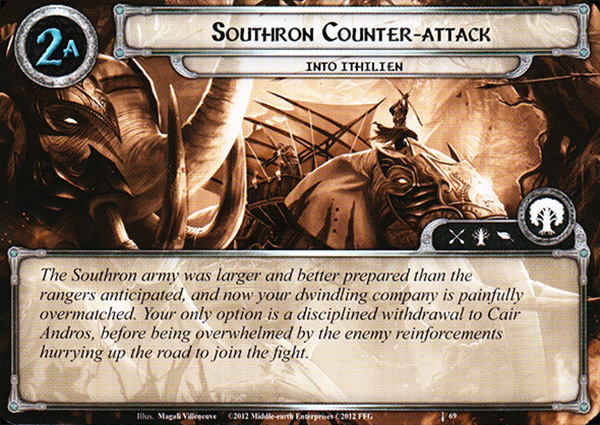 2A
Southron Counter-attack
Into Ithilien
The Southron army was larger and better prepared than the
rangers anticipated, and now your dwindling company is painfully
overmatched. Your only option is a disciplined withdrawal to Cair
Andros, before being overwhelmed by the enemy reinforcements
hurrying up the road to join the fight.
Illus. Magali Villeneuve ©2012 Middle-earth Enterprises ©2012 FFG 69